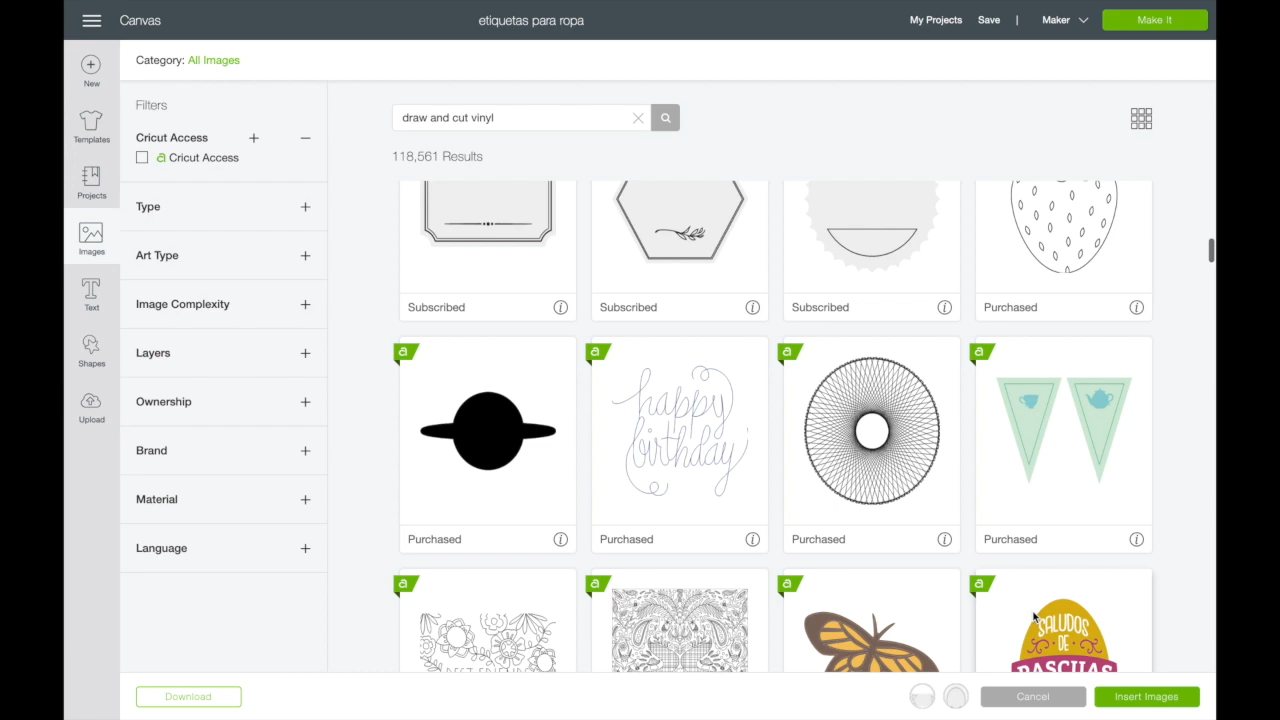 Canvas
etiquetas para ropa
My Projects
Save
|
Maker
Make It
New
Templates
Projects
Images
Text
Shapes
Upload
Category: All Images
Filters
Cricut Access
a Cricut Access
Type
Art Type
Image Complexity
Layers
Ownership
Brand
Material
Language
draw and cut vinyl
118,561 Results
Subscribed
Subscribed
Subscribed
Purchased
a
a
a
a
happy
birthday
Purchased
Purchased
Purchased
Purchased
a
a
a
a
SALUDOS
DE
PASCUAS
Download
Cancel
Insert Images